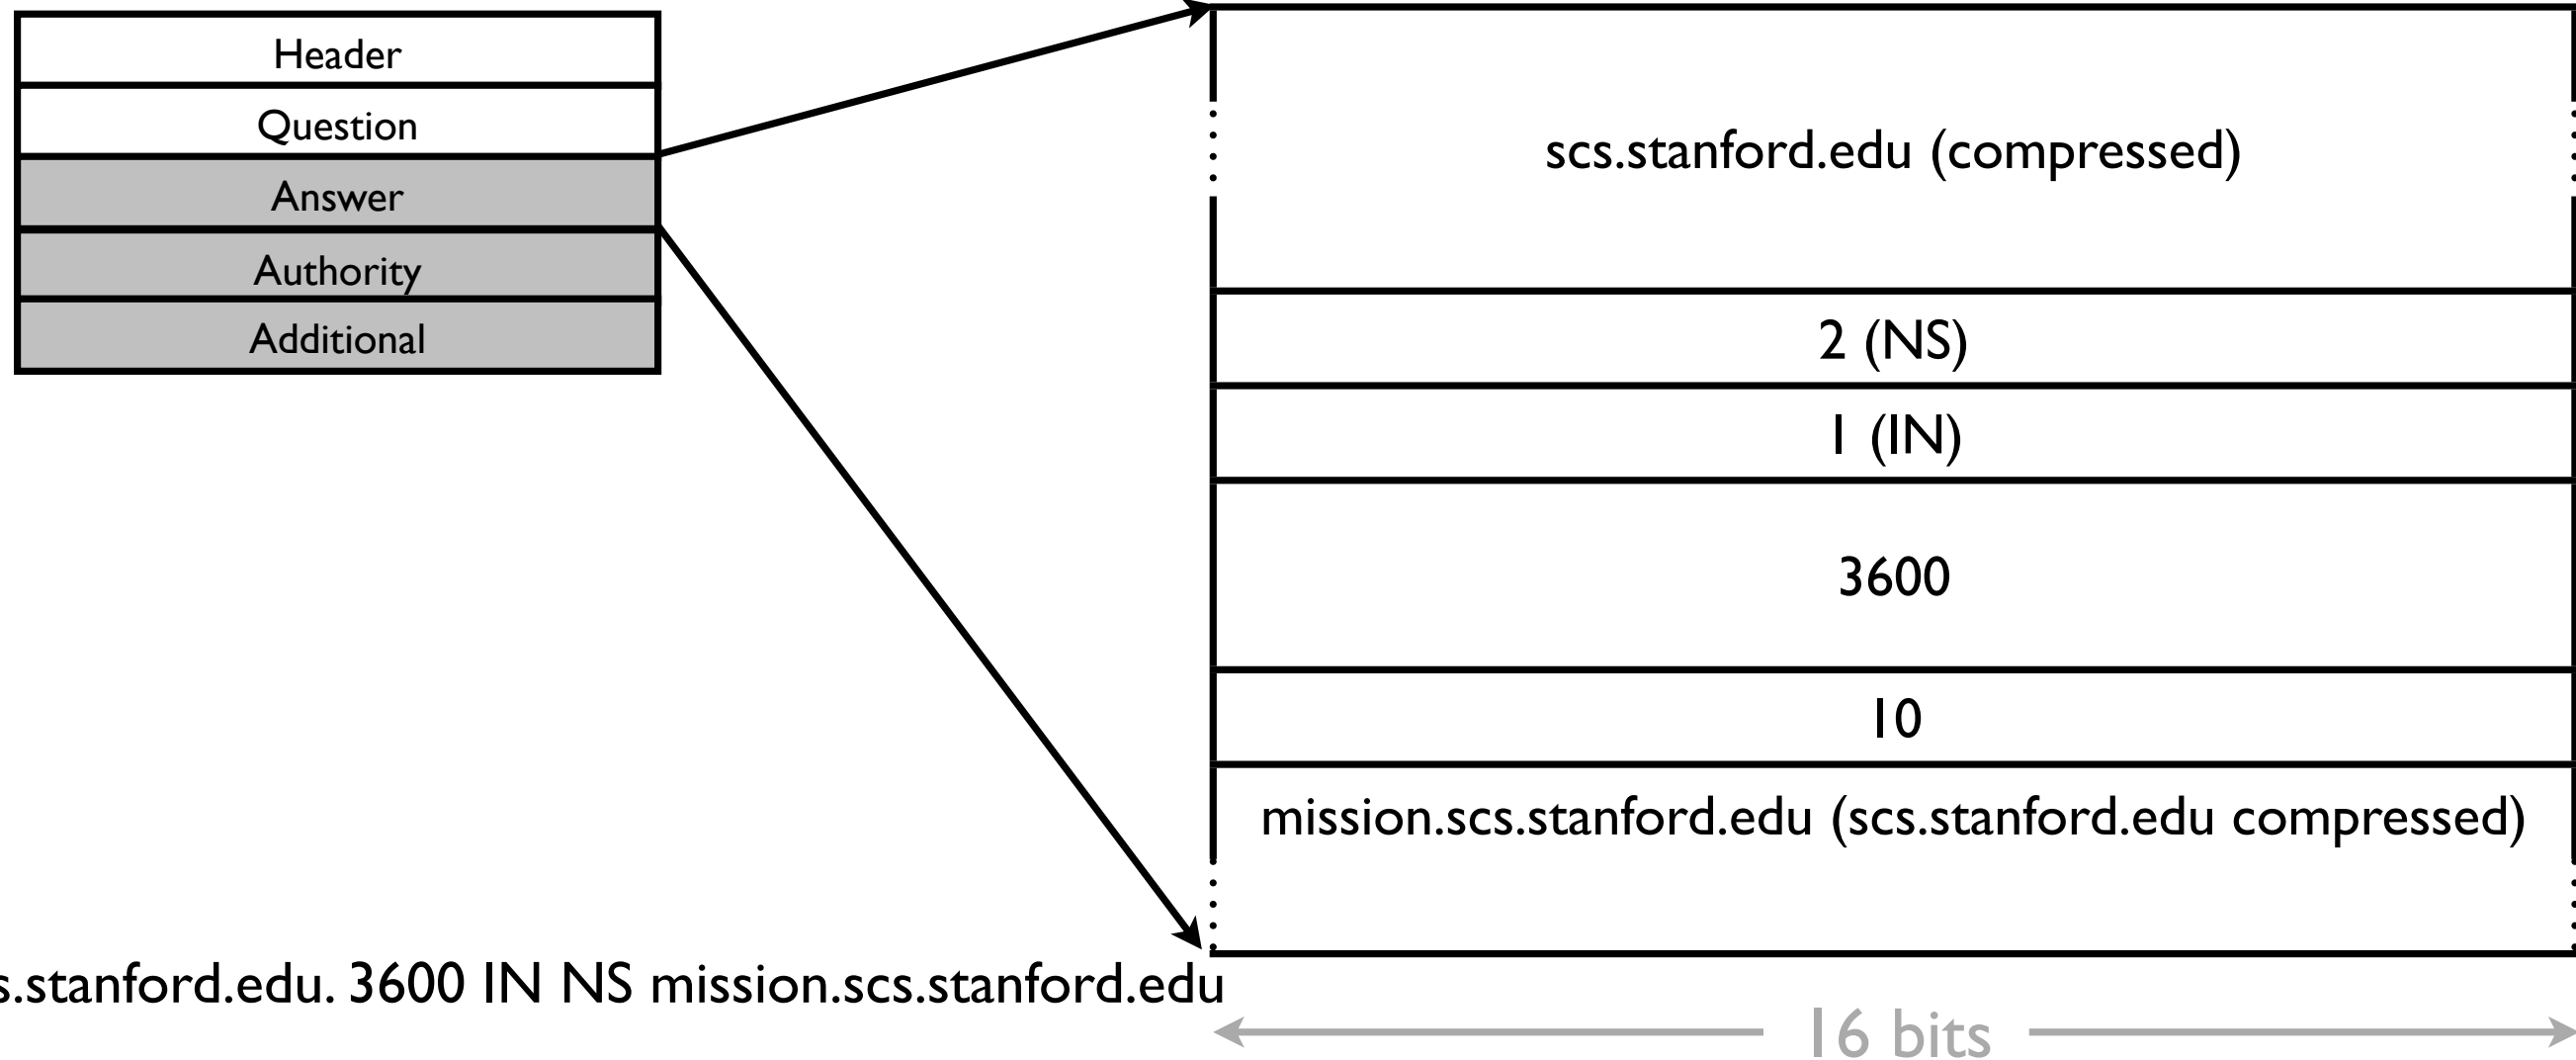 Header
Question
Answer
Authority
Additional
scs.stanford.edu (compressed)
2 (NS)
1 (IN)
3600
10
mission.scs.stanford.edu (scs.stanford.edu compressed)
s.stanford.edu. 3600 IN NS mission.scs.stanford.edu
16 bits